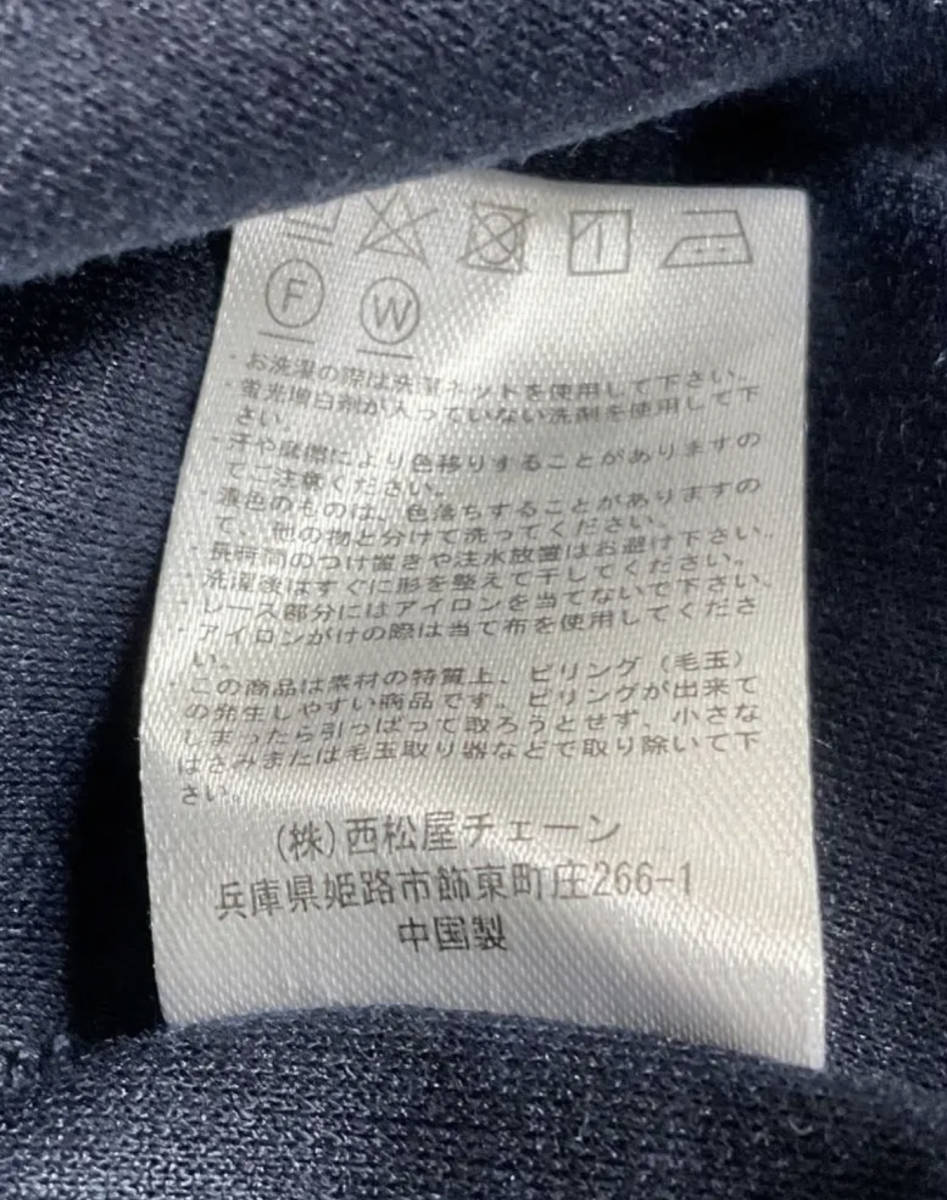 F W
・お洗濯の際は洗濯ネットを使用して下さい。
・蛍光増白剤が入っていない洗剤を使用して下
さい。
・汗や摩擦により色移りすることがありますの
でご注意ください。
・濃色のものは、色落ちすることがありますの
で、他の物と分けて洗ってください。
・長時間のつけ置きや注水放置はお避け下さい。
・洗濯後はすぐに形を整えて干してください。
・レース部分にはアイロンを当てないで下さい。
・アイロンがけの際は当て布を使用してくださ
い。
・この商品は素材の特質上、ピリング(毛玉)
の発生しやすい商品です。ピリングが出来て
しまったら引っぱって取ろうとせず、小さな
はさみまたは毛玉取り器などで取り除いて下
さい。
(株)西松屋チェーン
兵庫県姫路市飾東町庄266-1
中国製